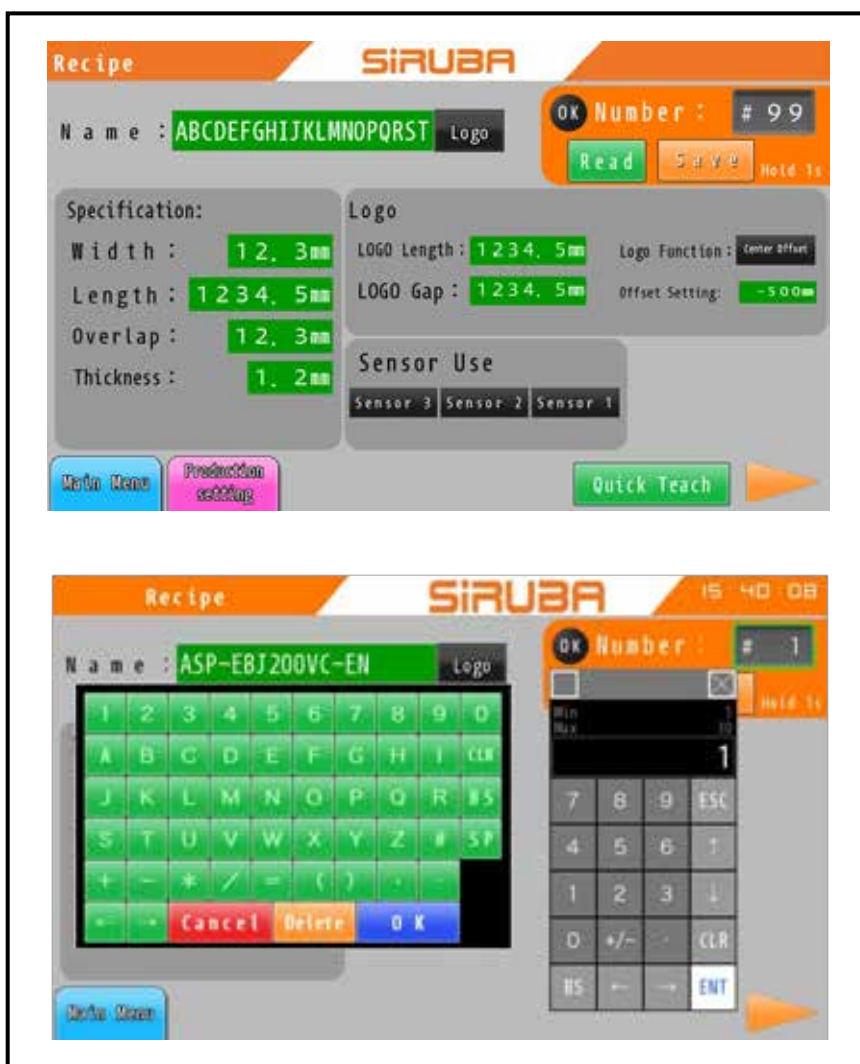 Recipe SiRUBA
Name : ABCDEFGHIJKLMNOPQRST Logo
OK Number : # 99
Read Save Hold 1s
Specification:
Width : 12. 3mm
Length : 1234. 5mm
Overlap : 12. 3mm
Thickness : 1. 2mm
Logo
LOGO Length : 1234. 5mm Logo Function : Center Offset
LOGO Gap : 1234. 5mm Offset Setting: -500mm
Sensor Use
Sensor 3 Sensor 2 Sensor 1
Main Menu Production setting Quick Teach
Recipe SiRUBA 15 40 08
Name : ASP-EBJ200VC-EN Logo
OK Number : # 1
Hold 1s
1 2 3 4 5 6 7 8 9 0
A B C D E F G H I CLR
J K L M N O P Q R BS
S T U V W X Y Z # SP
+ - * / = ( ) . -
← → Cancel Delete OK
Min 1
Max 10
1
7 8 9 ESC
4 5 6 ↑
1 2 3 ↓
0 +/- . CLR
BS ← → ENT
Main Menu